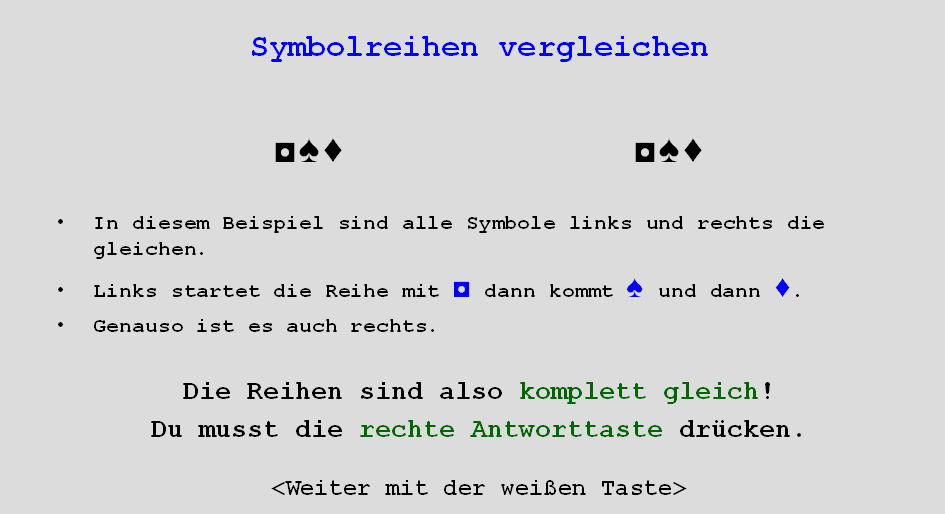 Symbolreihen vergleichen
◘♠♦ ◘♠♦
• In diesem Beispiel sind alle Symbole links und rechts die
gleichen.
• Links startet die Reihe mit ◘ dann kommt ♠ und dann ♦.
• Genauso ist es auch rechts.
Die Reihen sind also komplett gleich!
Du musst die rechte Antworttaste drücken.
<Weiter mit der weißen Taste>